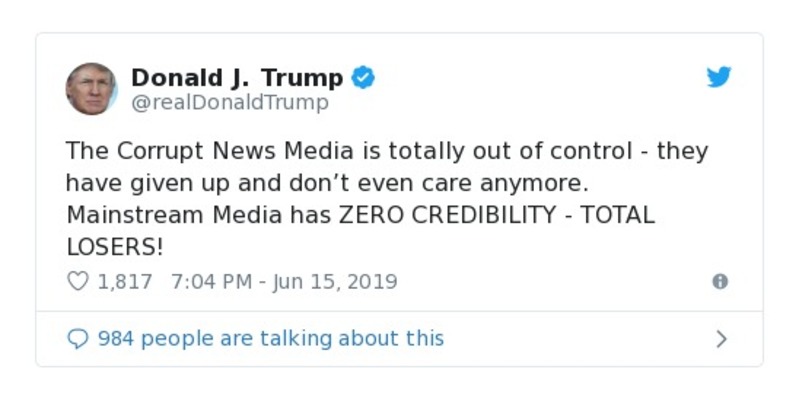 Donald J. Trump
@realDonaldTrump
The Corrupt News Media is totally out of control - they
have given up and don’t even care anymore.
Mainstream Media has ZERO CREDIBILITY - TOTAL
LOSERS!
1,817 7:04 PM - Jun 15, 2019
984 people are talking about this